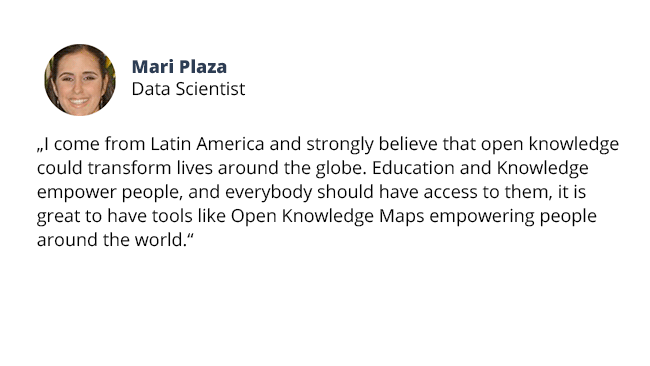 Mari Plaza
Data Scientist
„I come from Latin America and strongly believe that open knowledge
could transform lives around the globe. Education and Knowledge
empower people, and everybody should have access to them, it is
great to have tools like Open Knowledge Maps empowering people
around the world.“